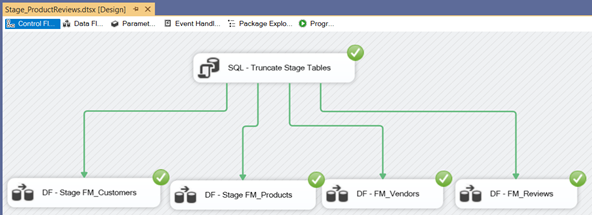 Stage_ProductReviews.dtsx [Design]
Control Fl... Data Fl... Paramet... Event Handl... Package Explo... Progr...
SQL - Truncate Stage Tables
DF - Stage FM_Customers DF - Stage FM_Products DF - FM_Vendors DF - FM_Reviews